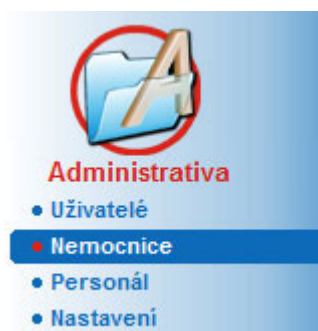 A
Administrativa
Uživatelé
Nemocnice
Personál
Nastavení